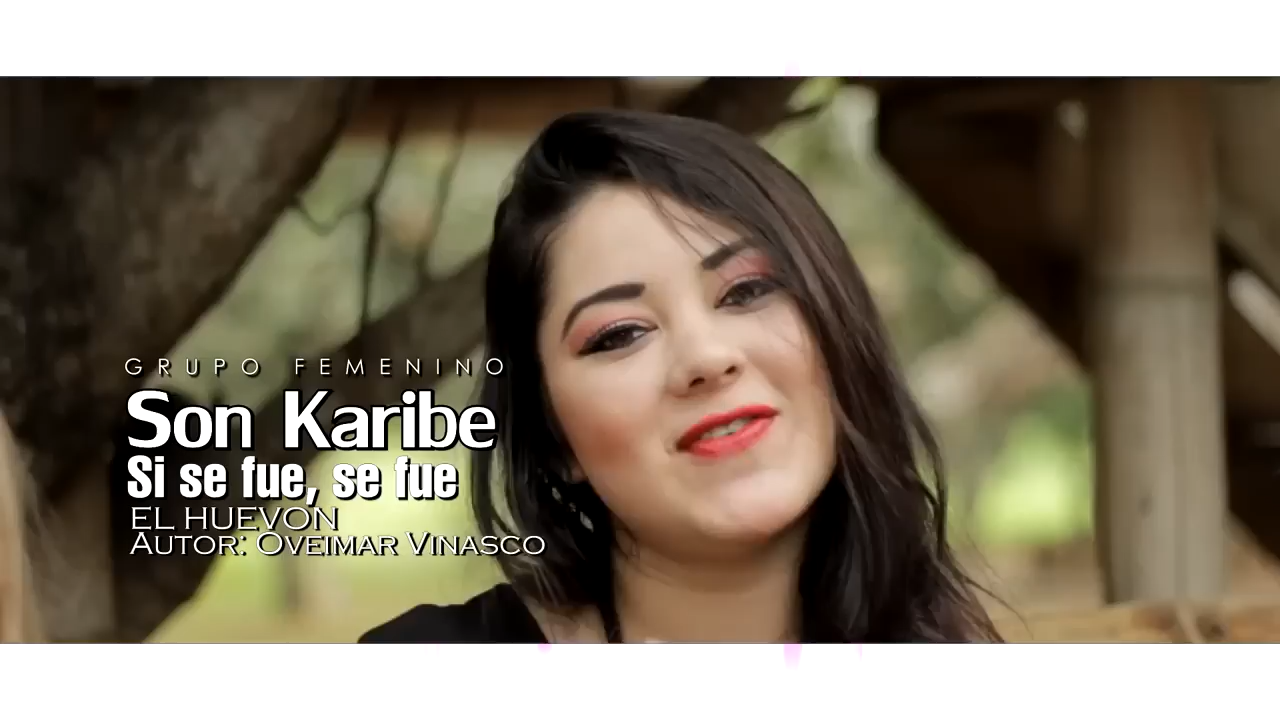 GRUPO FEMENINO
Son Karibe
Si se fue, se fue
EL HUEVON
AUTOR: OVEIMAR VINASCO